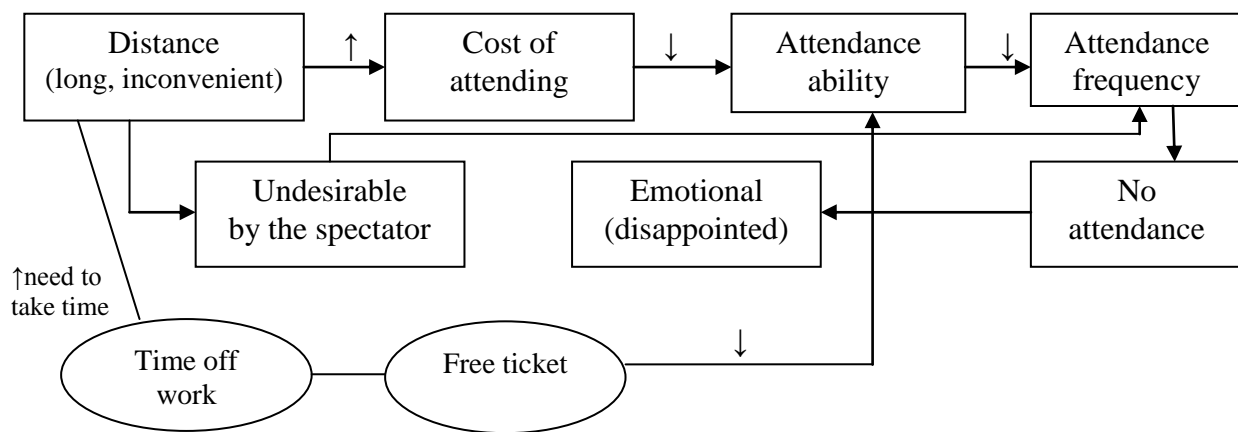 Distance
(long, inconvenient)
↑
Cost of
attending
↓
Attendance
ability
↓
Attendance
frequency
Undesirable
by the spectator
Emotional
(disappointed)
No
attendance
↑need to
take time
Time off
work
Free ticket
↓